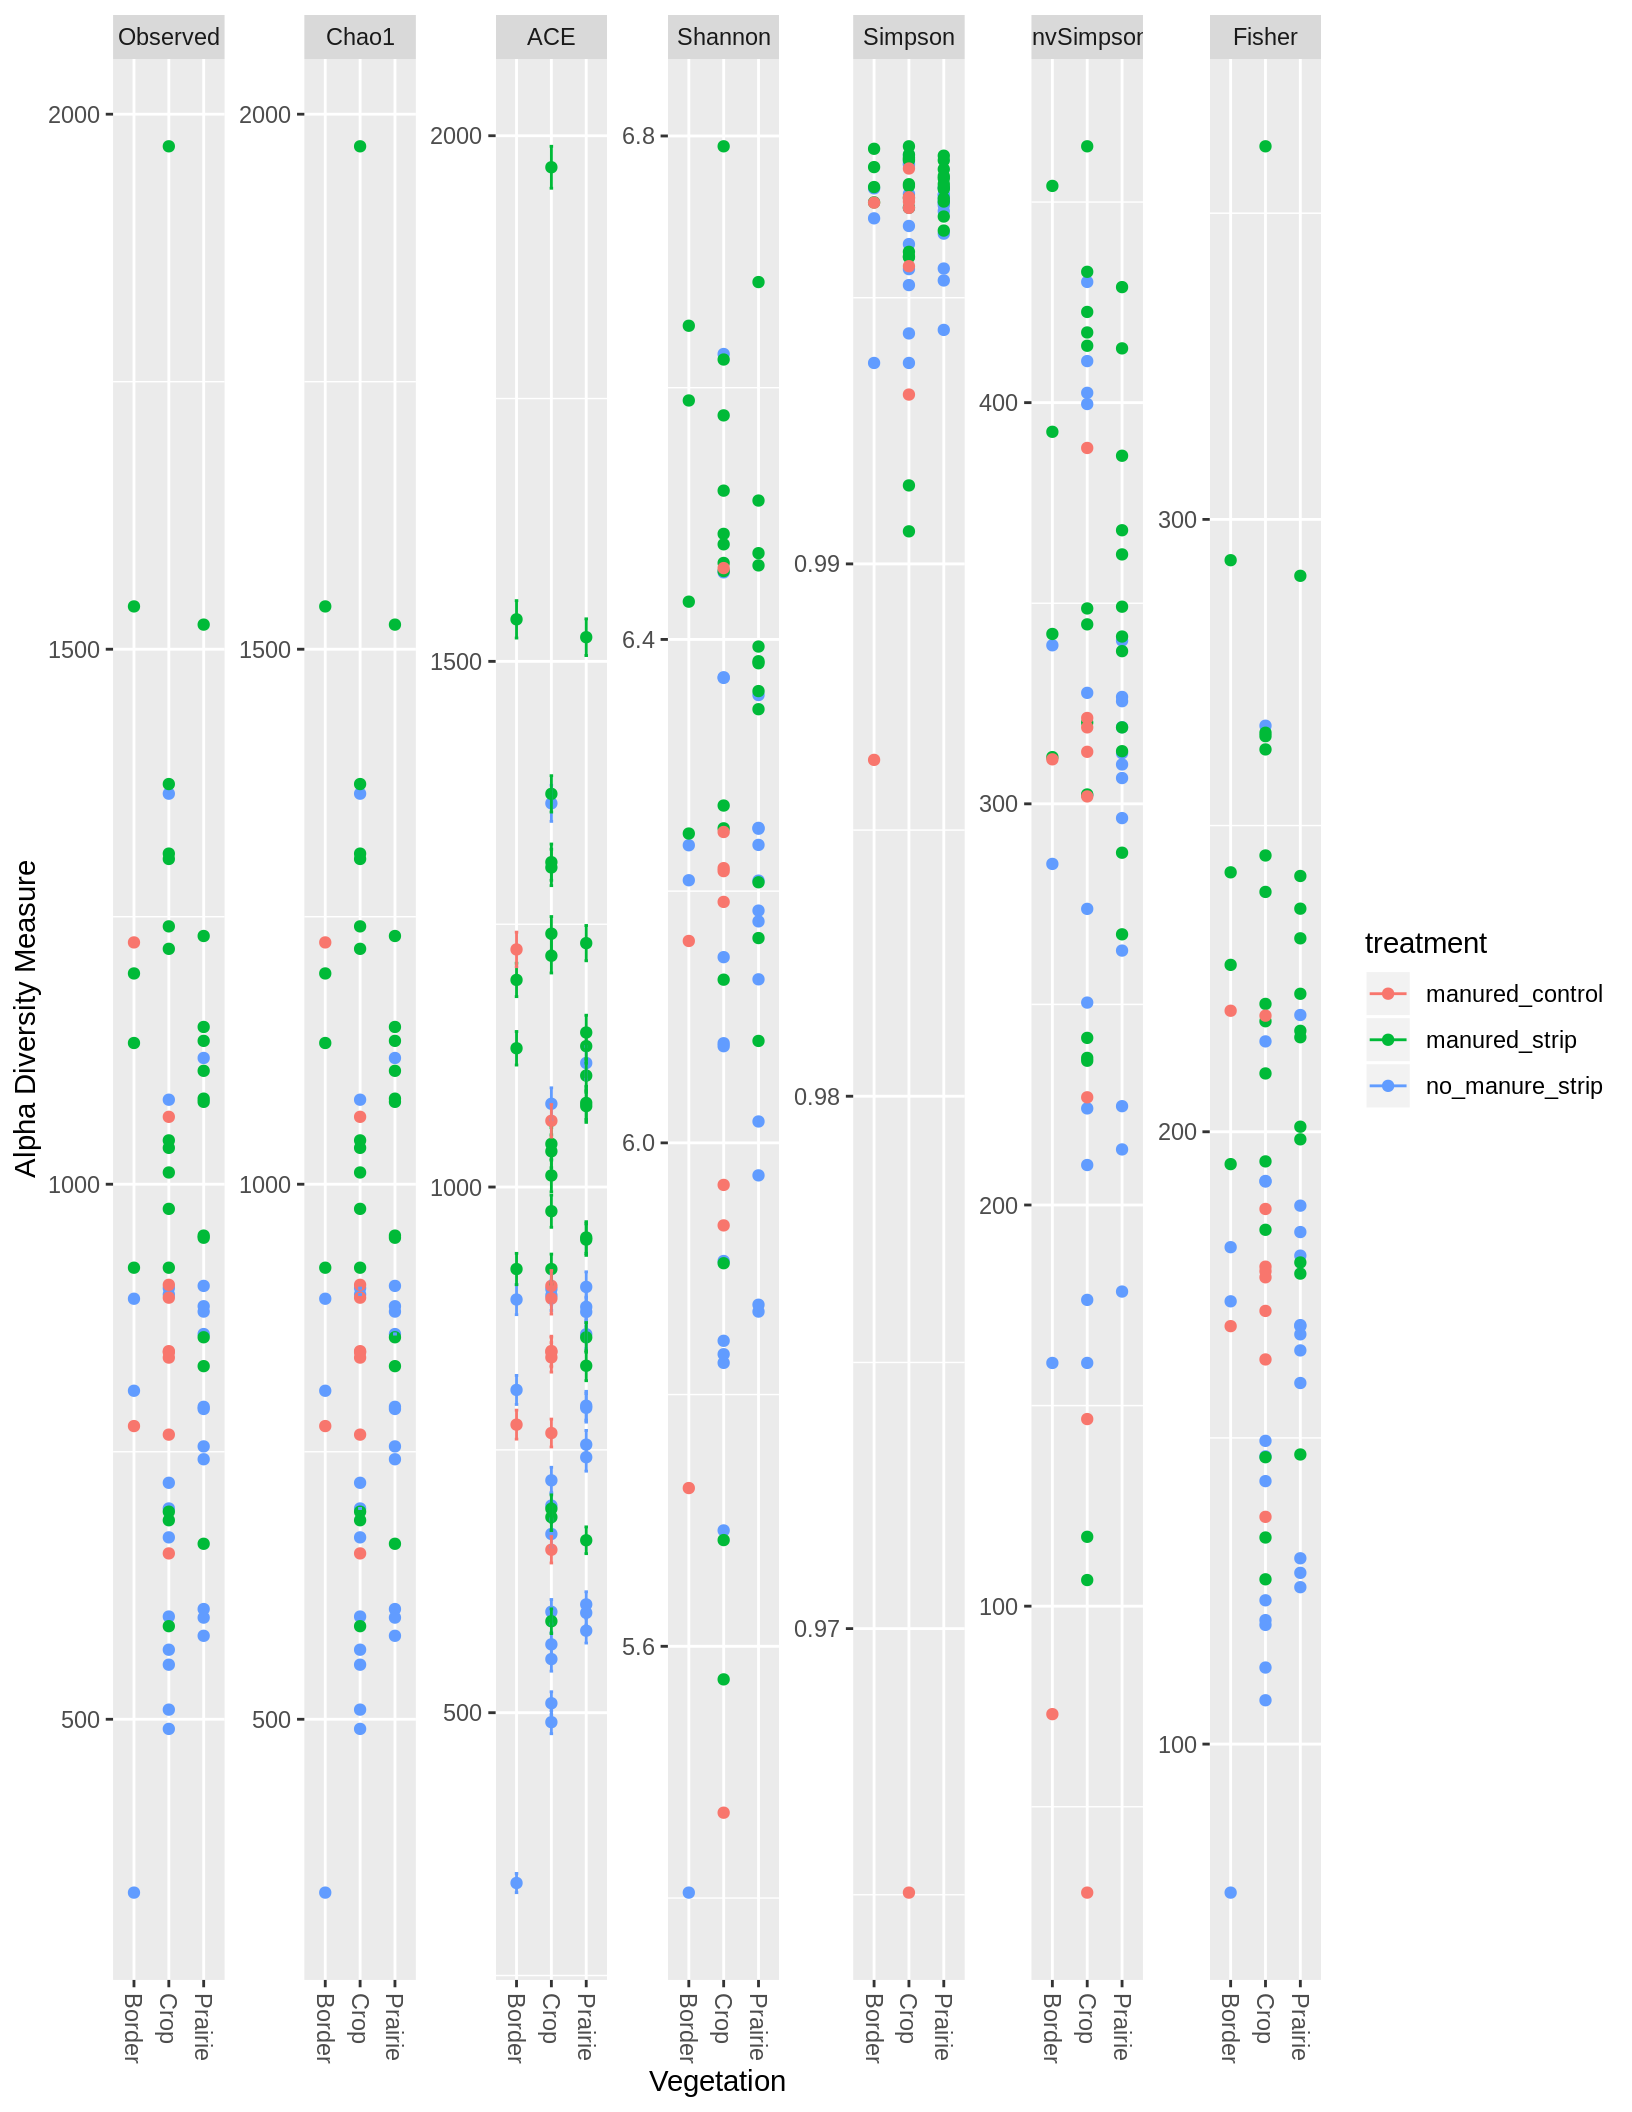 Observed Chao1 ACE Shannon Simpson nvSimpson Fisher
2000 1500 1000 500
2000 1500 1000 500
2000 1500 1000 500
6.8 6.4 6.0 5.6
0.99 0.98 0.97
400 300 200 100
300 200 100
Alpha Diversity Measure
Border Crop Prairie
Border Crop Prairie
Border Crop Prairie
Border Crop Prairie
Border Crop Prairie
Border Crop Prairie
Border Crop Prairie
Vegetation
treatment
manured_control
manured_strip
no_manure_strip